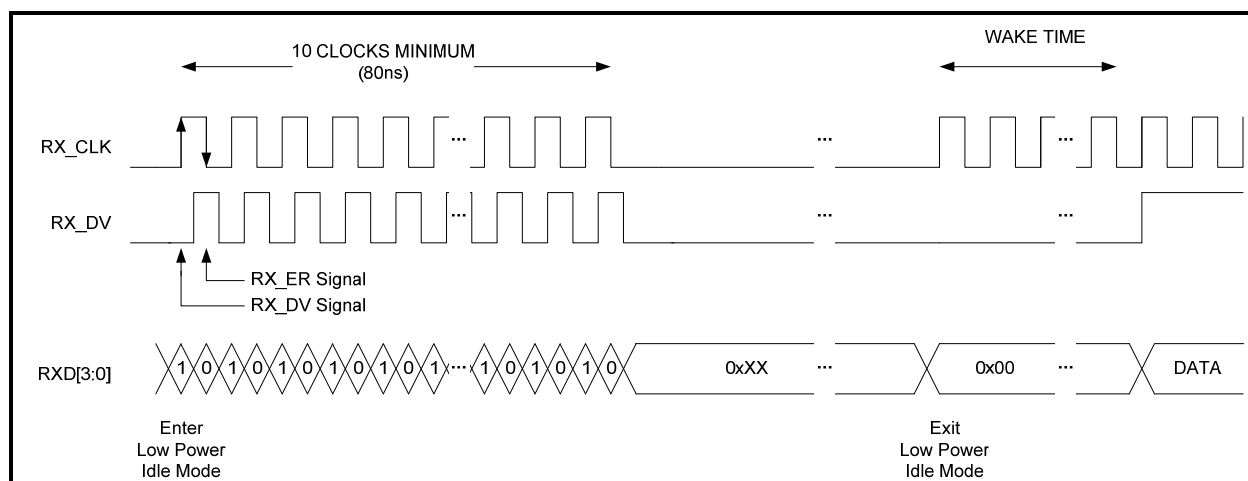 10 CLOCKS MINIMUM
(80ns)
WAKE TIME
RX_CLK
...
...
...
RX_DV
...
...
...
RX_ER Signal
RX_DV Signal
RXD[3:0]
1 0 1 0 1 0 1 0 1 0 1 ... 1 0 1 0 1 0
0xXX
...
0x00
...
DATA
Enter
Low Power
Idle Mode
Exit
Low Power
Idle Mode